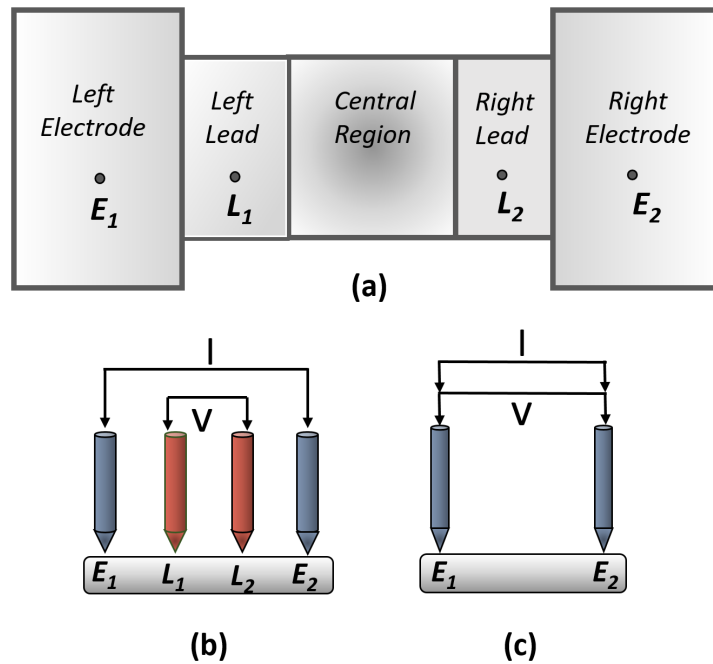 Left
Electrode
E1
Left
Lead
L1
Central
Region
Right
Lead
L2
Right
Electrode
E2
(a)
I
V
E1 L1 L2 E2
(b)
I
V
E1 E2
(c)